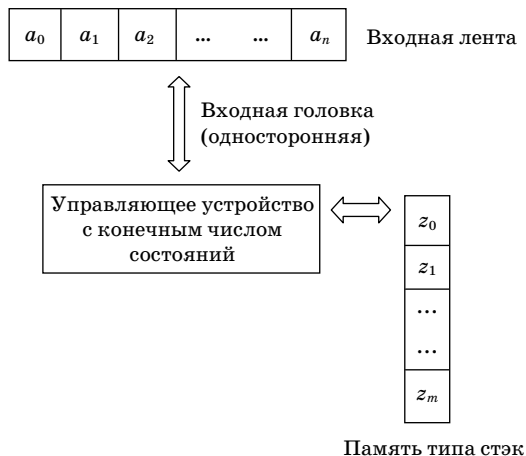 a₀ a₁ a₂ ... ... aₙ Входная лента
Входная головка
(односторонняя)
Управляющее устройство
с конечным числом
состояний
z₀
z₁
...
...
zₘ
Память типа стэк